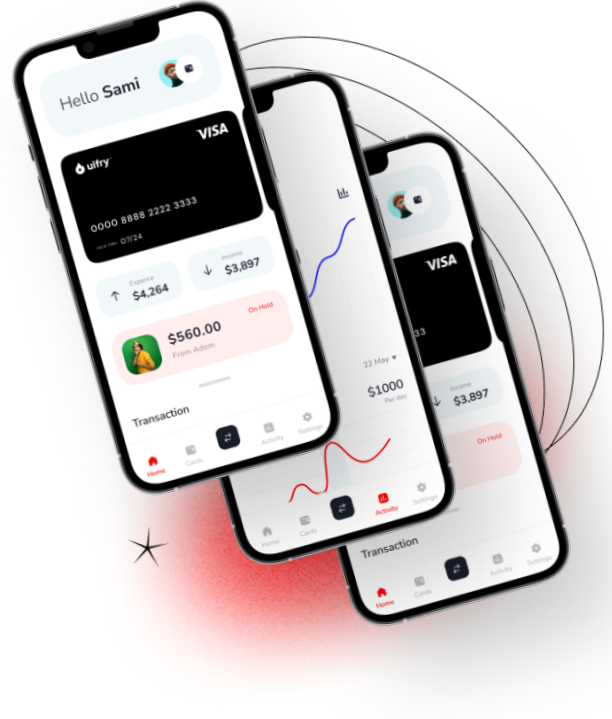 Hello Sami
VISA
uifry
0000 8888 2222 3333
VALID THRU 07/24
Expence
$4,264
Income
$3,897
On Hold
$560.00
From Adom
Transaction
Home
Cards
Activity
Settings
22 May
$1000
Per day
Home
Cards
Activity
Settings
VISA
33
Income
$3,897
On Hold
Transaction
Home
Cards
Activity
Settings